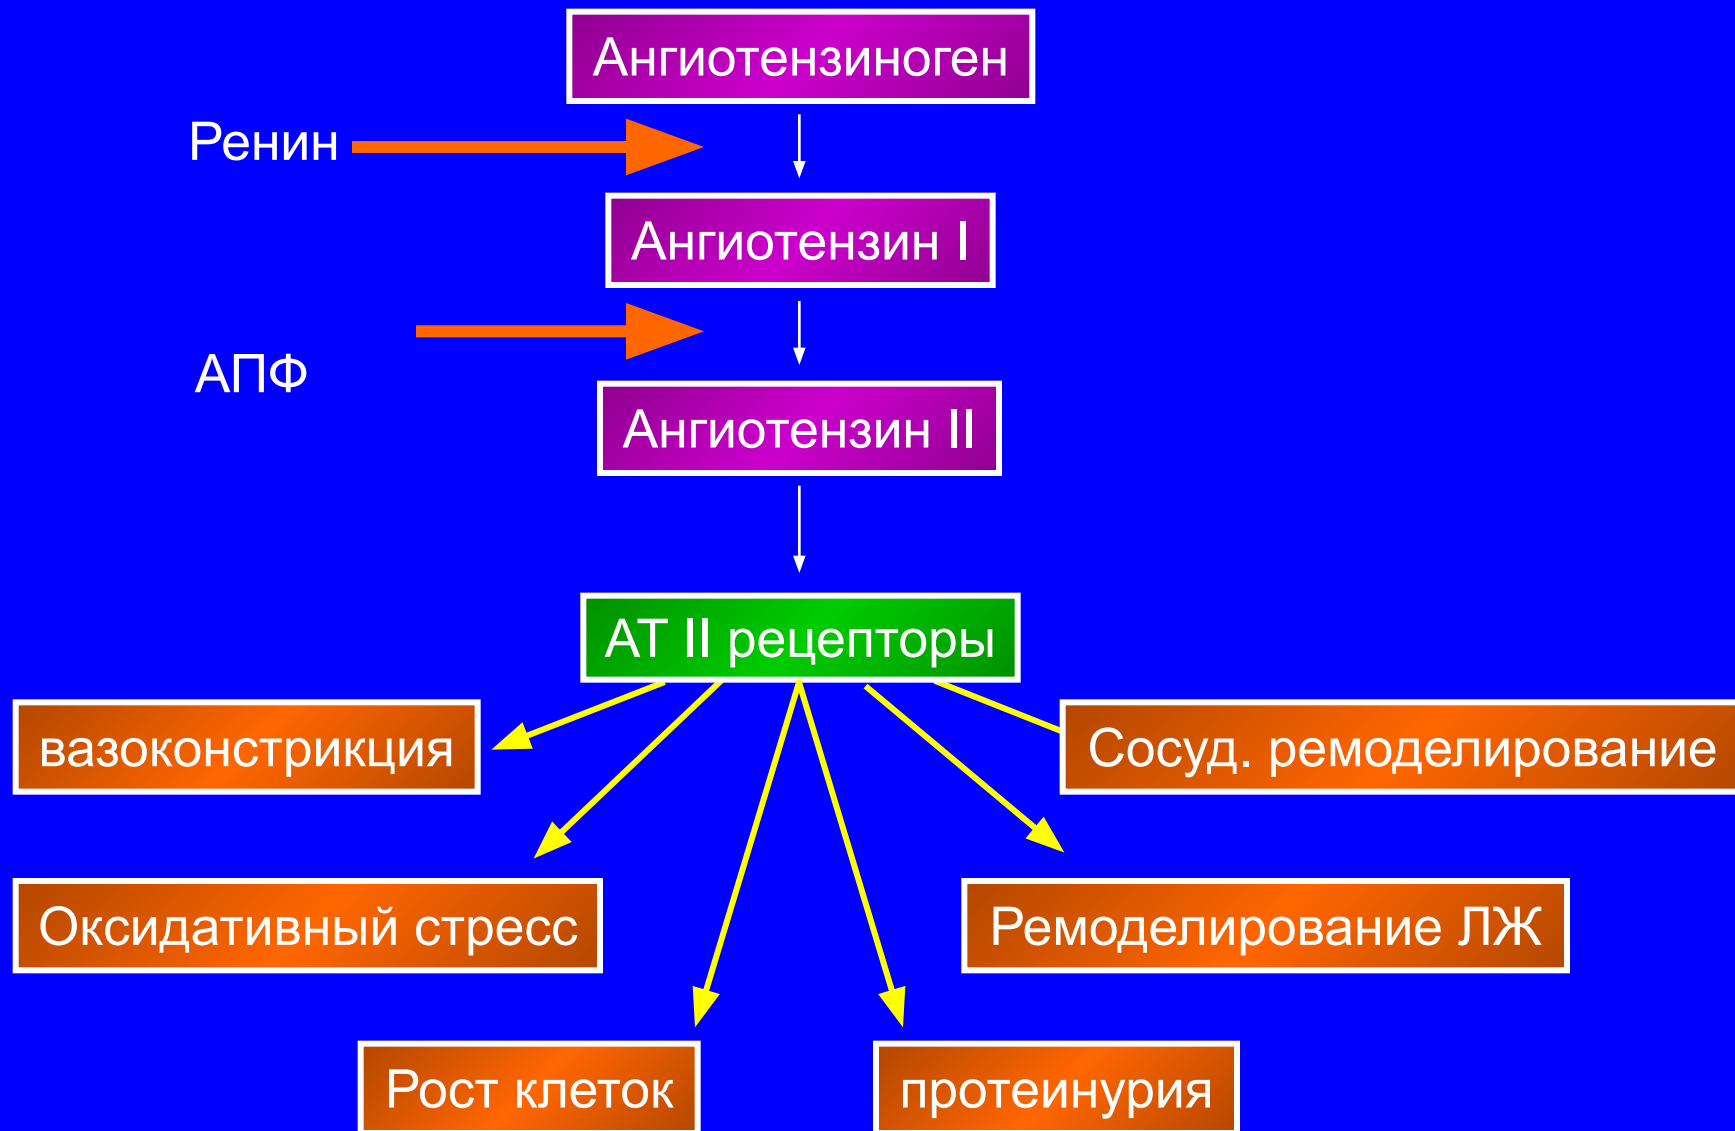 Ангиотензиноген
Ренин
Ангиотензин I
АПФ
Ангиотензин II
АТ II рецепторы
вазоконстрикция
Сосуд. ремоделирование
Оксидативный стресс
Ремоделирование ЛЖ
Рост клеток
протеинурия